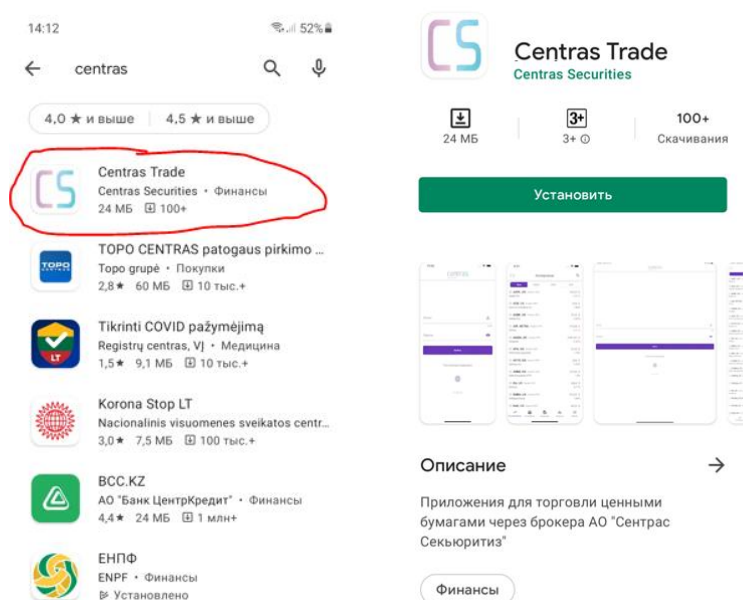 14:12
52%
centras
4,0 ★ и выше
4,5 ★ и выше
CS
Centras Trade
Centras Securities • Финансы
24 МБ 100+
TOPO
CENTRAS
TOPO CENTRAS patogaus pirkimo ...
Topo grupė • Покупки
2,8★ 60 МБ 10 тыс.+
LT
Tikrinti COVID pažymėjimą
Registrų centras, VĮ • Медицина
1,5★ 9,1 МБ 10 тыс.+
Korona Stop LT
Nacionalinis visuomenes sveikatos centr...
3,0★ 7,5 МБ 100 тыс.+
BCC.KZ
АО "Банк ЦентрКредит" • Финансы
4,4★ 24 МБ 1 млн+
ЕНПФ
ENPF • Финансы
Установлено
CS
Centras Trade
Centras Securities
24 МБ
3+
3+
100+
Скачивания
Установить
Описание
Приложения для торговли ценными
бумагами через брокера АО "Сентрас
Секьюритиз"
Финансы